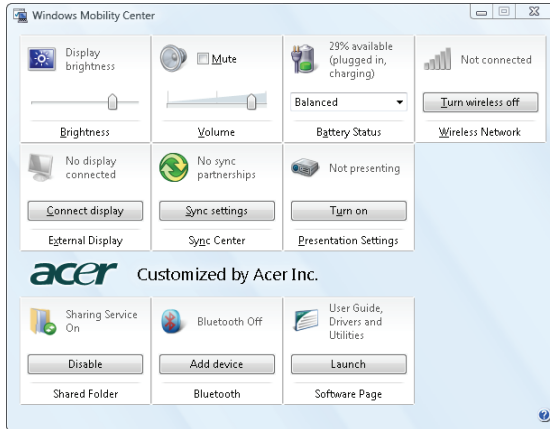 Windows Mobility Center
Display
brightness
Brightness
Mute
Volume
29% available
(plugged in,
charging)
Balanced
Battery Status
Not connected
Turn wireless off
Wireless Network
No display
connected
Connect display
External Display
No sync
partnerships
Sync settings
Sync Center
Not presenting
Turn on
Presentation Settings
acer Customized by Acer Inc.
Sharing Service
On
Disable
Shared Folder
Bluetooth Off
Add device
Bluetooth
User Guide,
Drivers and
Utilities
Launch
Software Page